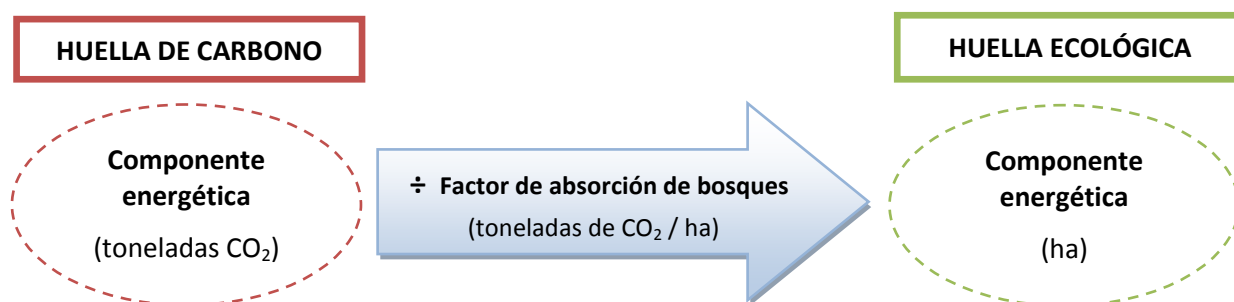 HUELLA DE CARBONO
Componente
energética
(toneladas CO₂)
÷ Factor de absorción de bosques
(toneladas de CO₂ / ha)
HUELLA ECOLÓGICA
Componente
energética
(ha)